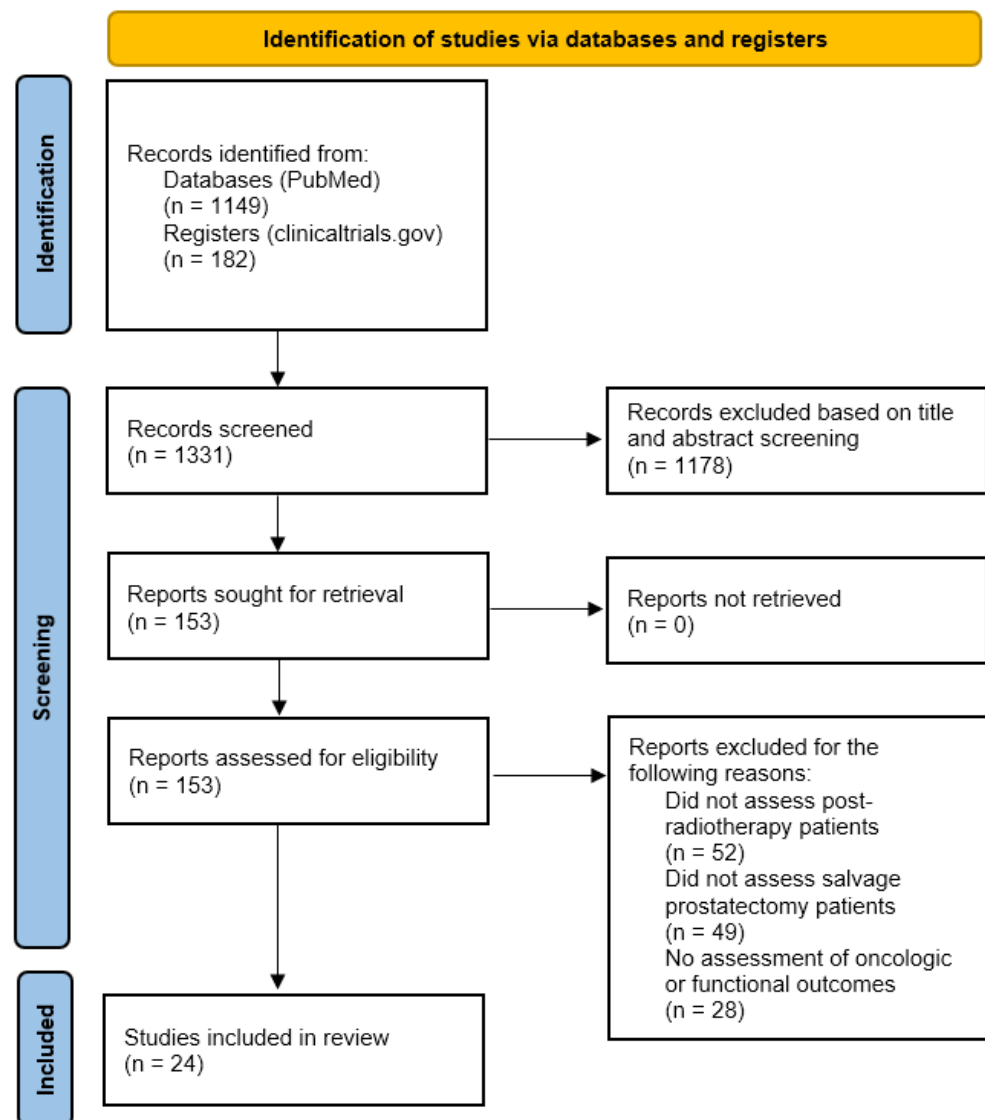 Identification of studies via databases and registers
Identification
Records identified from:
Databases (PubMed)
(n = 1149)
Registers (clinicaltrials.gov)
(n = 182)
Screening
Records screened
(n = 1331)
Records excluded based on title
and abstract screening
(n = 1178)
Reports sought for retrieval
(n = 153)
Reports not retrieved
(n = 0)
Reports assessed for eligibility
(n = 153)
Reports excluded for the
following reasons:
Did not assess post-
radiotherapy patients
(n = 52)
Did not assess salvage
prostatectomy patients
(n = 49)
No assessment of oncologic
or functional outcomes
(n = 28)
Included
Studies included in review
(n = 24)